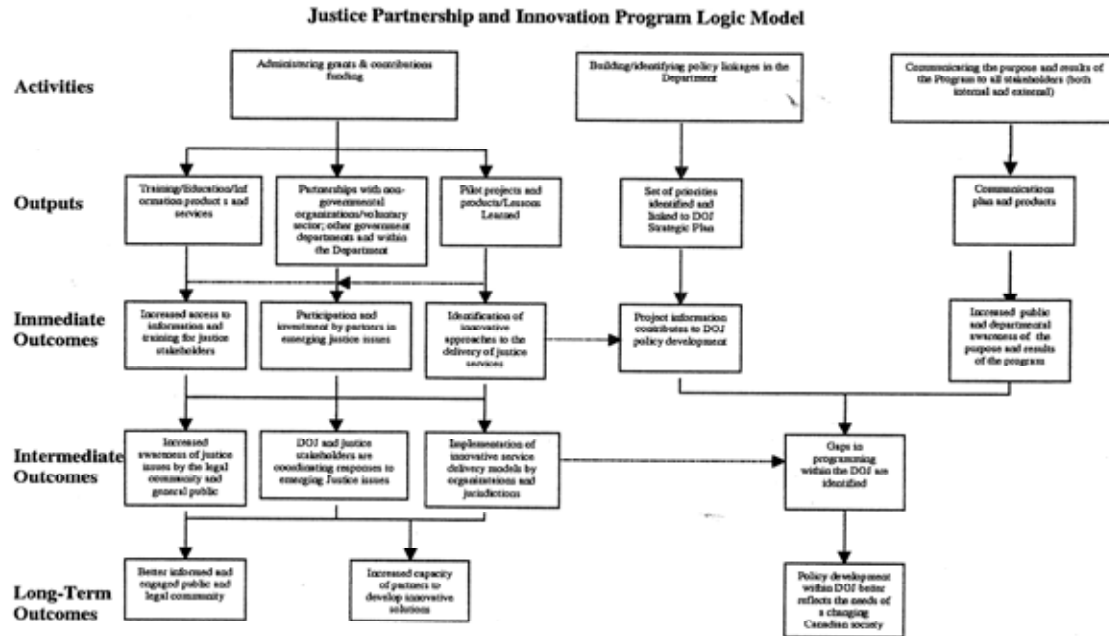 Justice Partnership and Innovation Program Logic Model
Activities
Administering grants & contributions
funding
Building/identifying policy linkages in the
Department
Communicating the purpose and results of
the Program to all stakeholders (both
internal and external)
Outputs
Training/Education/Inf
ormation product s and
services
Partnerships with non-
governmental
organizations/voluntary
sector; other government
departments and within
the Department
Pilot projects and
products/Lessons
Learned
Set of priorities
identified and
linked to DOJ
Strategic Plan
Communications
plan and products
Immediate
Outcomes
Increased access to
information and
training for justice
stakeholders
Participation and
investment by partners in
emerging justice issues
Identification of
innovative
approaches to the
delivery of justice
services
Project information
contributes to DOJ
policy development
Increased public
and departmental
awareness of the
purpose and results
of the program
Intermediate
Outcomes
Increased
awareness of justice
issues by the legal
community and
general public
DOJ and justice
stakeholders are
coordinating responses to
emerging Justice issues
Implementation of
innovative service
delivery models by
organizations and
jurisdictions
Gaps in
programming
within the DOJ are
identified
Long-Term
Outcomes
Better informed and
engaged public and
legal community
Increased capacity
of partners to
develop innovative
solutions
Policy development
within DOJ better
reflects the needs of
a changing
Canadian society